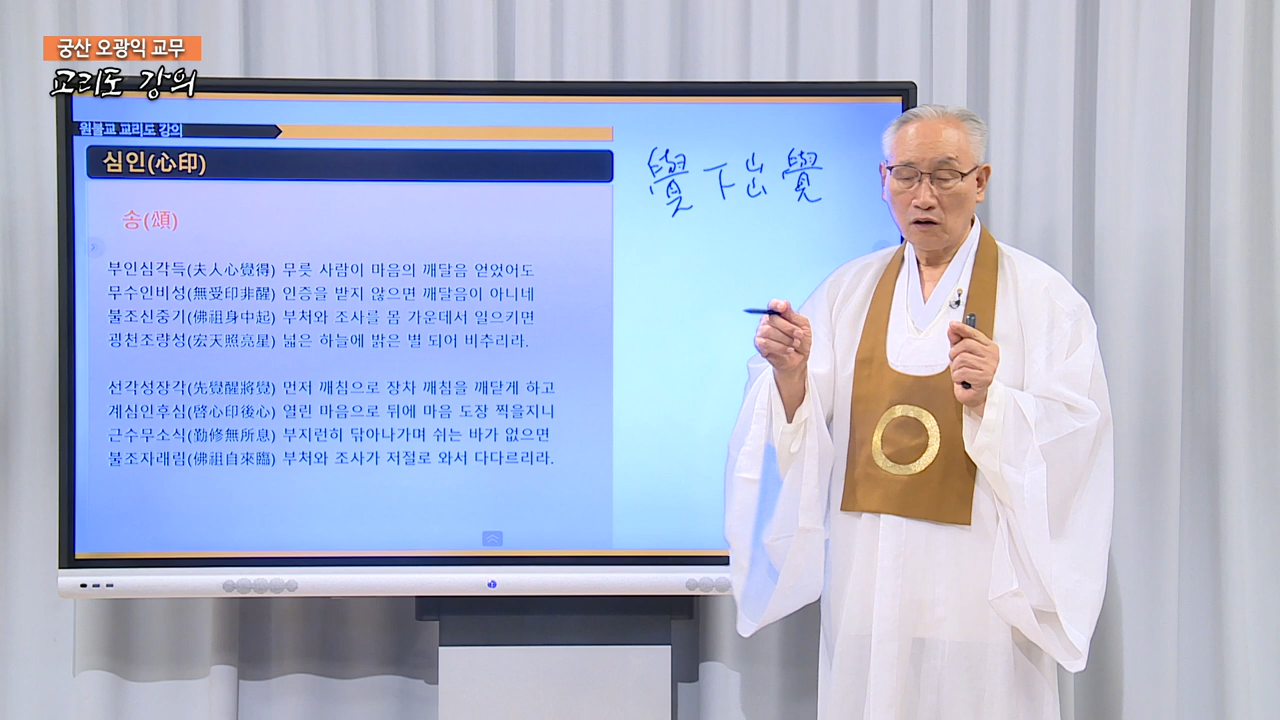 궁산 오광익 교무
교리도 강의
원불교 교리도 강의
심인(心印)
송(頌)
부인심각득(夫人心覺得) 무릇 사람이 마음의 깨달음 얻었어도
무수인비성(無受印非醒) 인증을 받지 않으면 깨달음이 아니네
불조신중기(佛祖身中起) 부처와 조사를 몸 가운데서 일으키면
굉천조량성(宏天照亮星) 넓은 하늘에 밝은 별 되어 비추리라.
선각성장각(先覺醒將覺) 먼저 깨침으로 장차 깨침을 깨닫게 하고
계심인후심(啓心印後心) 열린 마음으로 뒤에 마음 도장 찍을지니
근수무소식(勤修無所息) 부지런히 닦아나가며 쉬는 바가 없으면
불조자래림(佛祖自來臨) 부처와 조사가 저절로 와서 다다르리라.
覺 下 出 覺